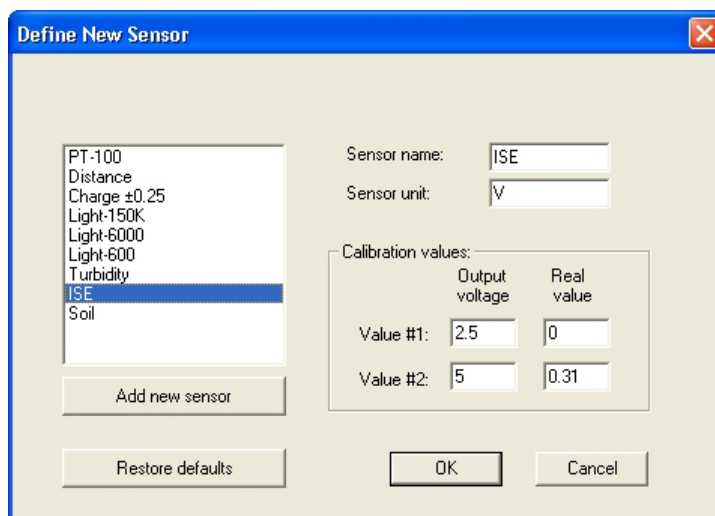 Define New Sensor
PT-100
Distance
Charge ±0.25
Light-150K
Light-6000
Light-600
Turbidity
ISE
Soil
Add new sensor
Restore defaults
Sensor name: ISE
Sensor unit: V
Calibration values:
Output voltage
Real value
Value #1: 2.5 0
Value #2: 5 0.31
OK
Cancel